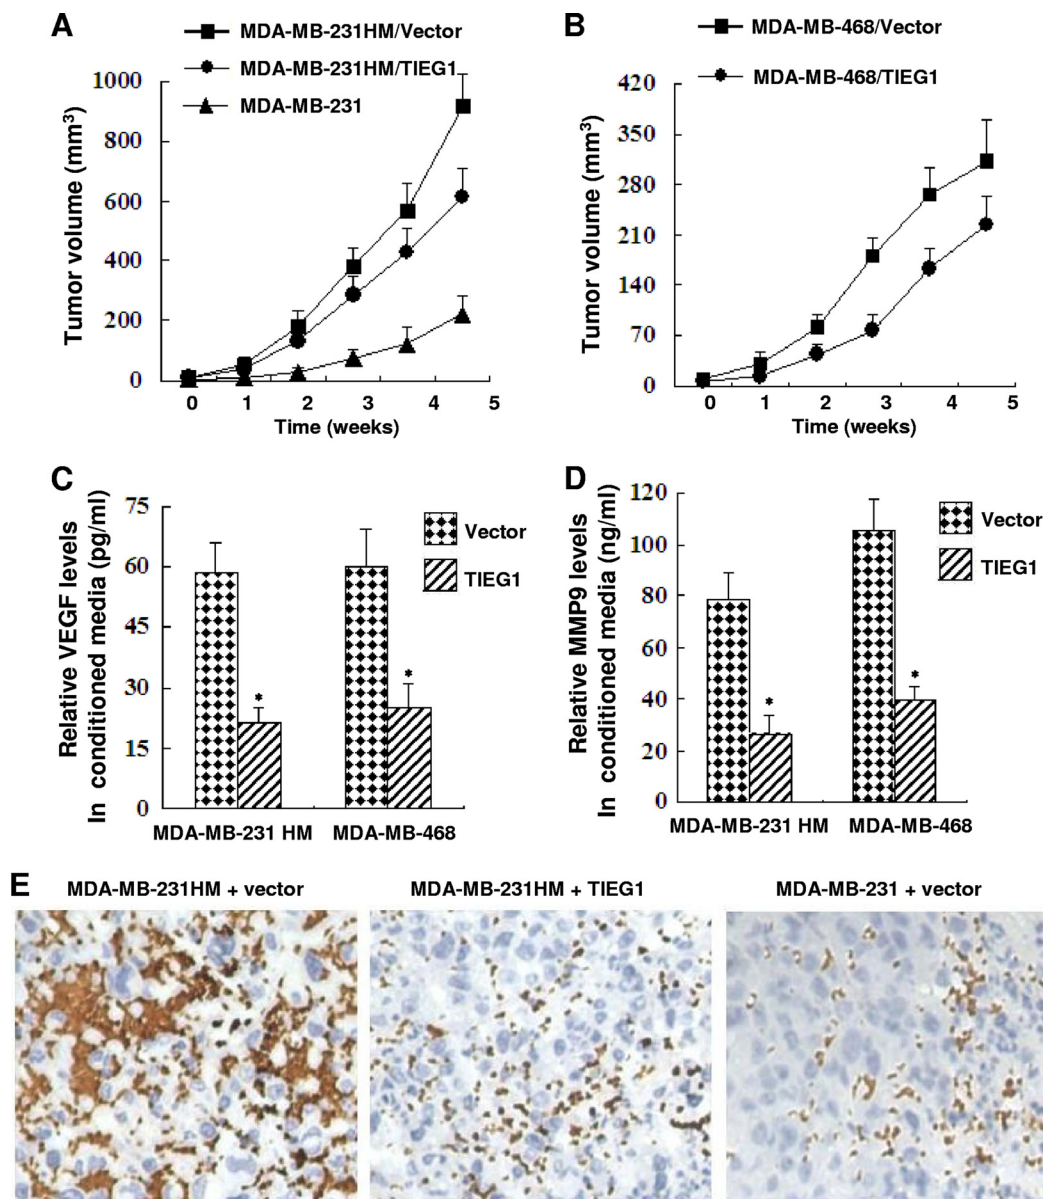 A
MDA-MB-231HM/Vector
MDA-MB-231HM/TIEG1
MDA-MB-231
Tumor volume (mm³)
1000
800
600
400
200
0
0 1 2 3 4 5
Time (weeks)
B
MDA-MB-468/Vector
MDA-MB-468/TIEG1
Tumor volume (mm³)
420
350
280
210
140
70
0
0 1 2 3 4 5
Time (weeks)
C
Relative VEGF levels
In conditioned media (pg/ml)
75
60
45
30
15
0
* *
Vector
TIEG1
MDA-MB-231 HM MDA-MB-468
D
Relative MMP9 levels
In conditioned media (ng/ml)
120
100
80
60
40
20
0
* *
Vector
TIEG1
MDA-MB-231 HM MDA-MB-468
E
MDA-MB-231HM + vector
MDA-MB-231HM + TIEG1
MDA-MB-231 + vector